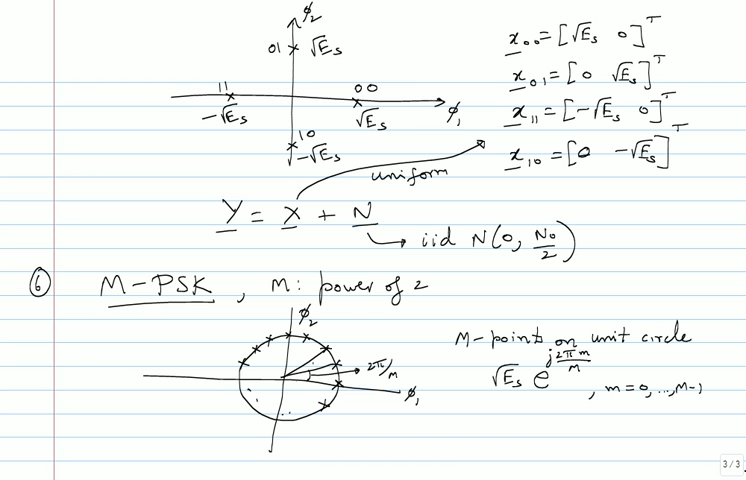 ϕ₂
01 √Eₛ
11 00
-√Eₛ √Eₛ ϕ₁
10
-√Eₛ
x₀₀ = [√Eₛ 0]ᵀ
x₀₁ = [0 √Eₛ]ᵀ
x₁₁ = [-√Eₛ 0]ᵀ
x₁₀ = [0 -√Eₛ]ᵀ
uniform
Y = X + N
iid N(0, N₀/2)
⑥ M-PSK, M: power of 2
ϕ₂
2π/M
ϕ₁
M-points on unit circle
√Eₛ e^{j2πm/M}, m=0,...,M-1
3/3